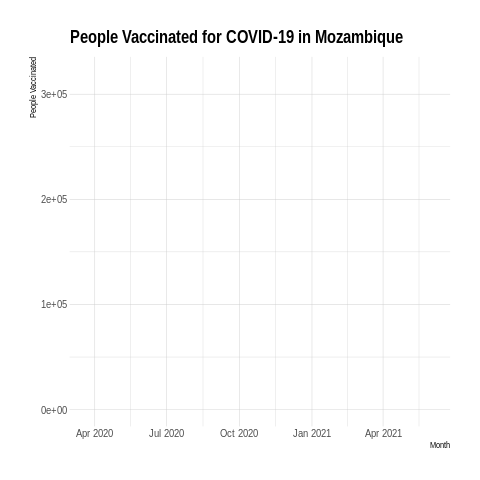 People Vaccinated for COVID-19 in Mozambique
People Vaccinated
3e+05
2e+05
1e+05
0e+00
Apr 2020
Jul 2020
Oct 2020
Jan 2021
Apr 2021
Month